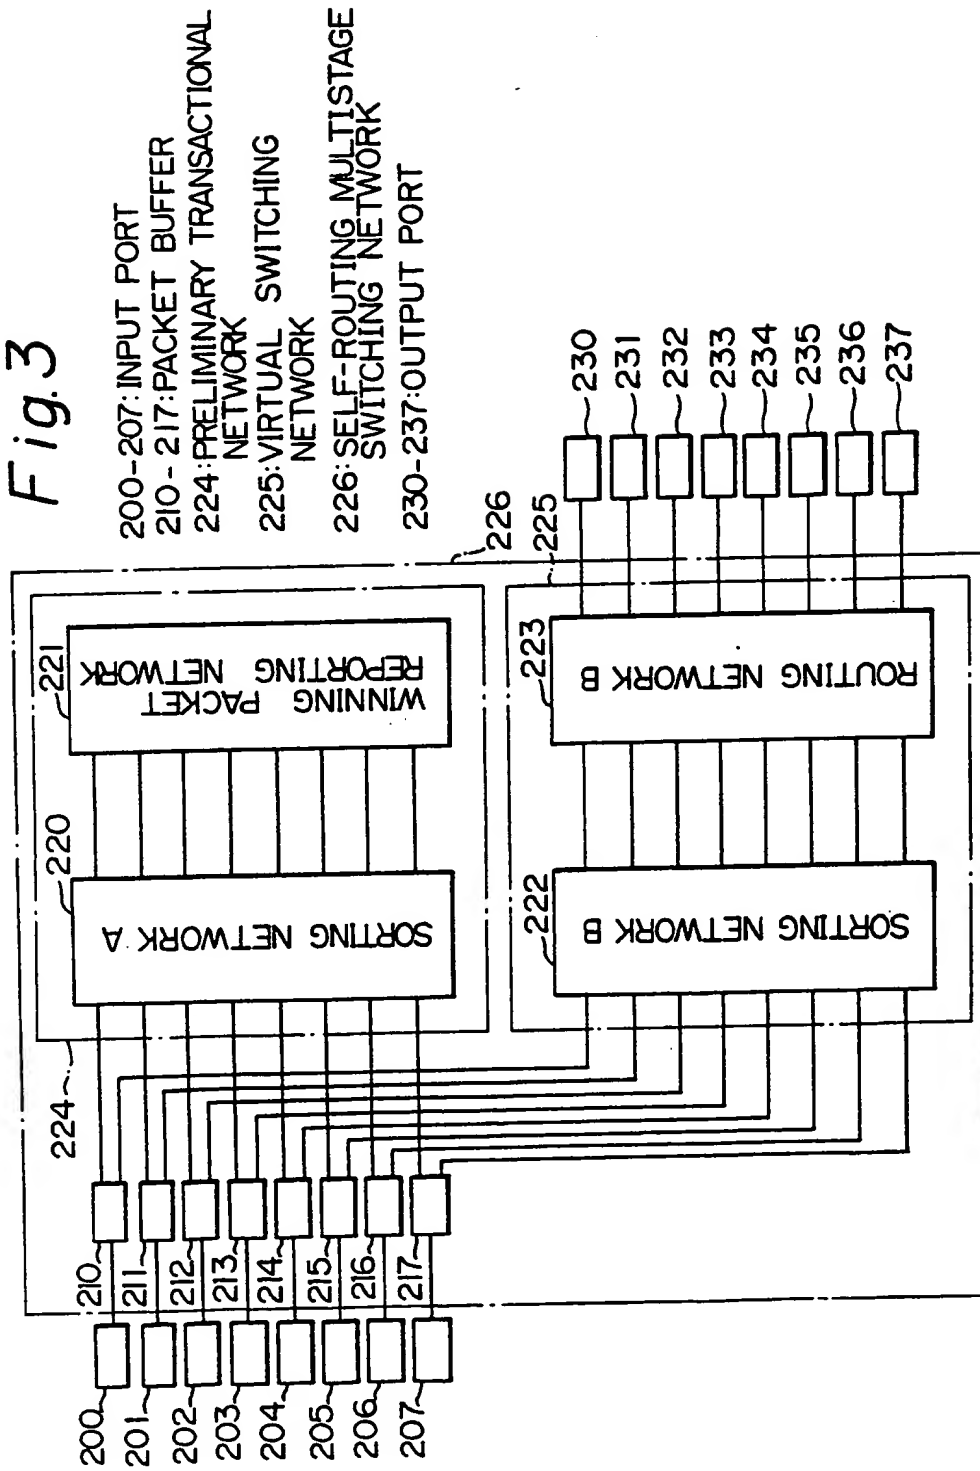 Fig.3
200-207:INPUT PORT
210-217:PACKET BUFFER
224:PRELIMINARY TRANSACTIONAL
NETWORK
225:VIRTUAL SWITCHING
NETWORK
226:SELF-ROUTING MULTISTAGE
SWITCHING NETWORK
230-237:OUTPUT PORT
224
220
221
SORTING NETWORK A
WINNING PACKET
REPORTING NETWORK
226
225
222
223
SORTING NETWORK B
ROUTING NETWORK B
200
201
202
203
204
205
206
207
210
211
212
213
214
215
216
217
230
231
232
233
234
235
236
237